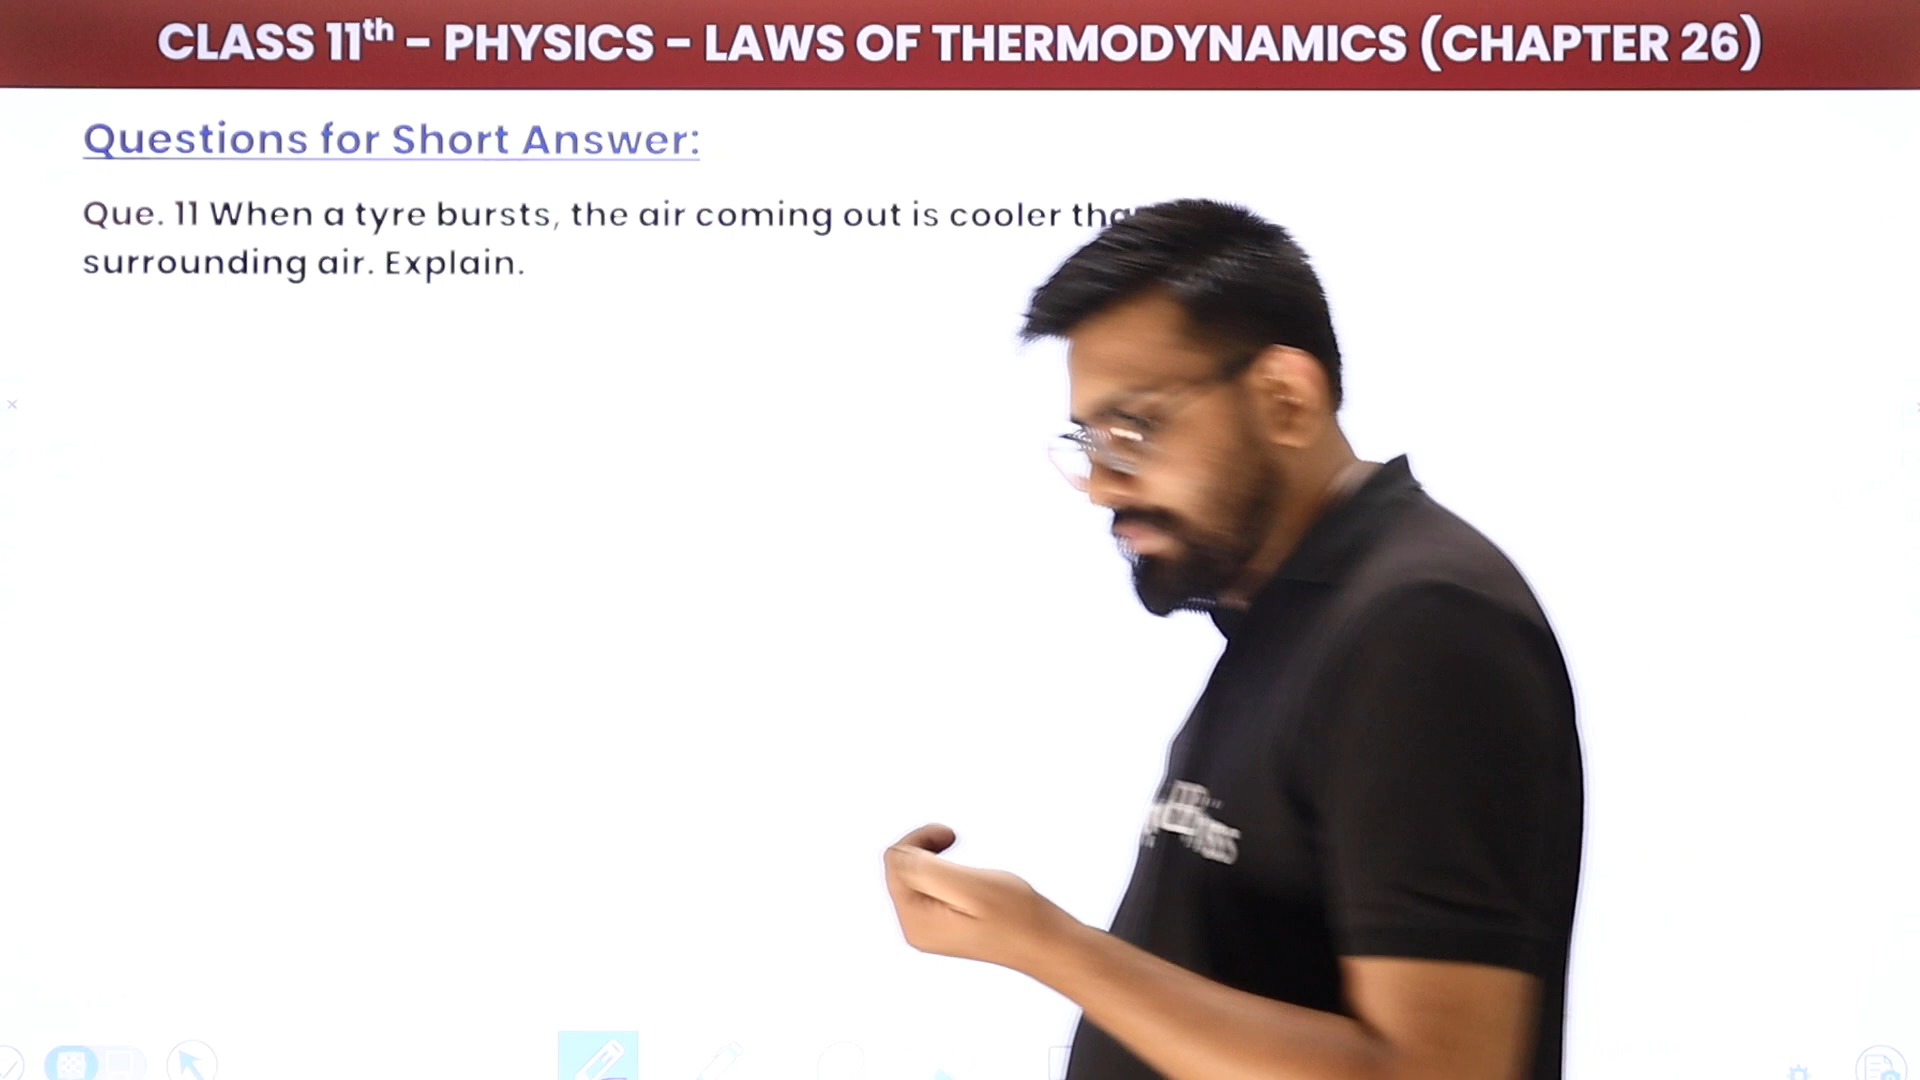 CLASS 11th - PHYSICS - LAWS OF THERMODYNAMICS (CHAPTER 26)
Questions for Short Answer:
Que. 11 When a tyre bursts, the air coming out is cooler
surrounding air. Explain.